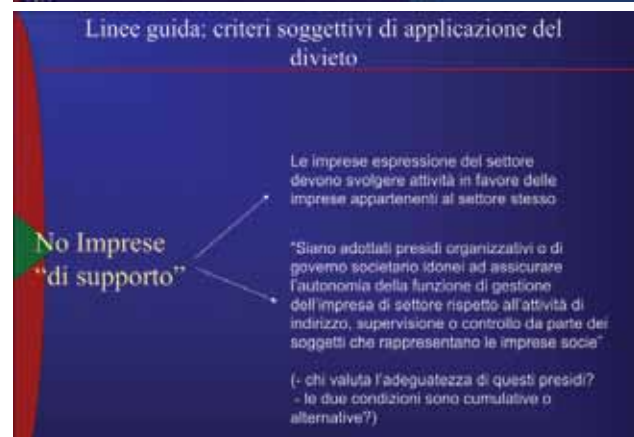 Linee guida: criteri soggettivi di applicazione del
divieto
Le imprese espressione del settore
devono svolgere attività in favore delle
imprese appartenenti al settore stesso
No Imprese
“di supporto”
“Siano adottati presidi organizzativi o di
governo societario idonei ad assicurare
l’autonomia della funzione di gestione
dell’impresa di settore rispetto all’attività di
indirizzo, supervisione o controllo da parte dei
soggetti che rappresentano le imprese socie”
(- chi valuta l’adeguatezza di questi presidi?
- le due condizioni sono cumulative o
alternative?)